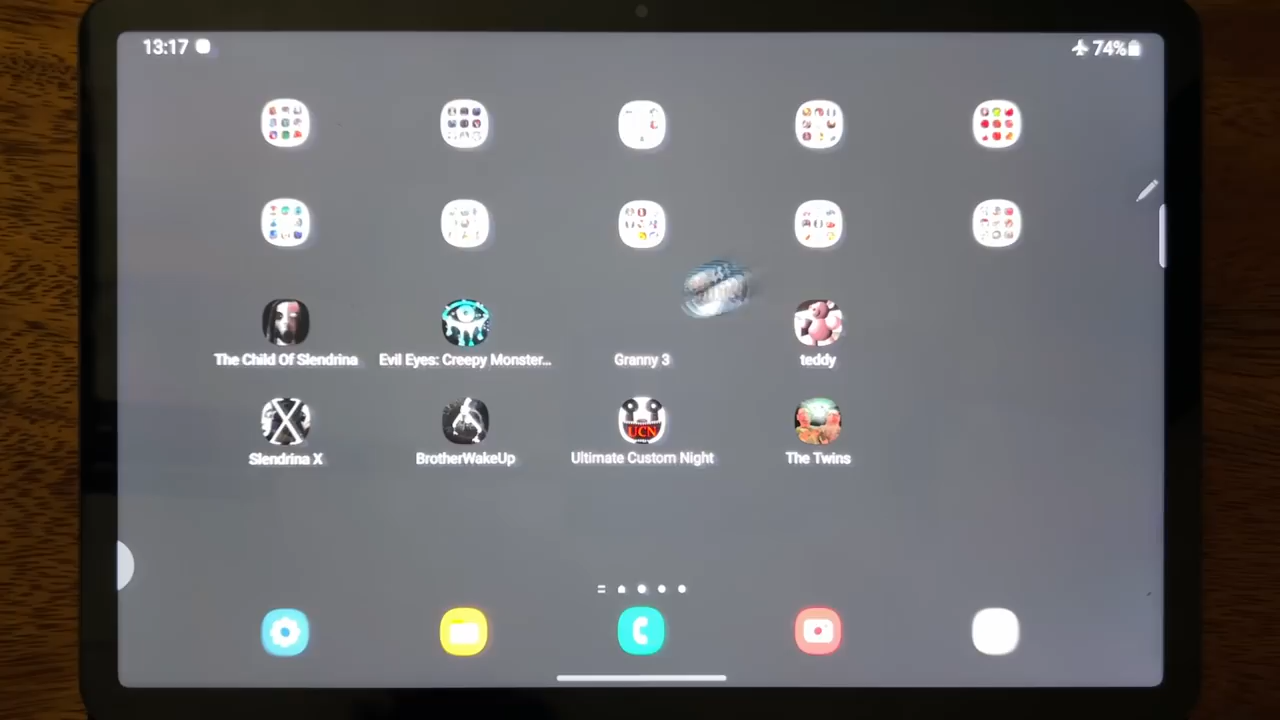 13:17
74%
The Child Of Slendrina
Evil Eyes: Creepy Monster...
Granny 3
teddy
UCN
Slendrina X
BrotherWakeUp
Ultimate Custom Night
The Twins